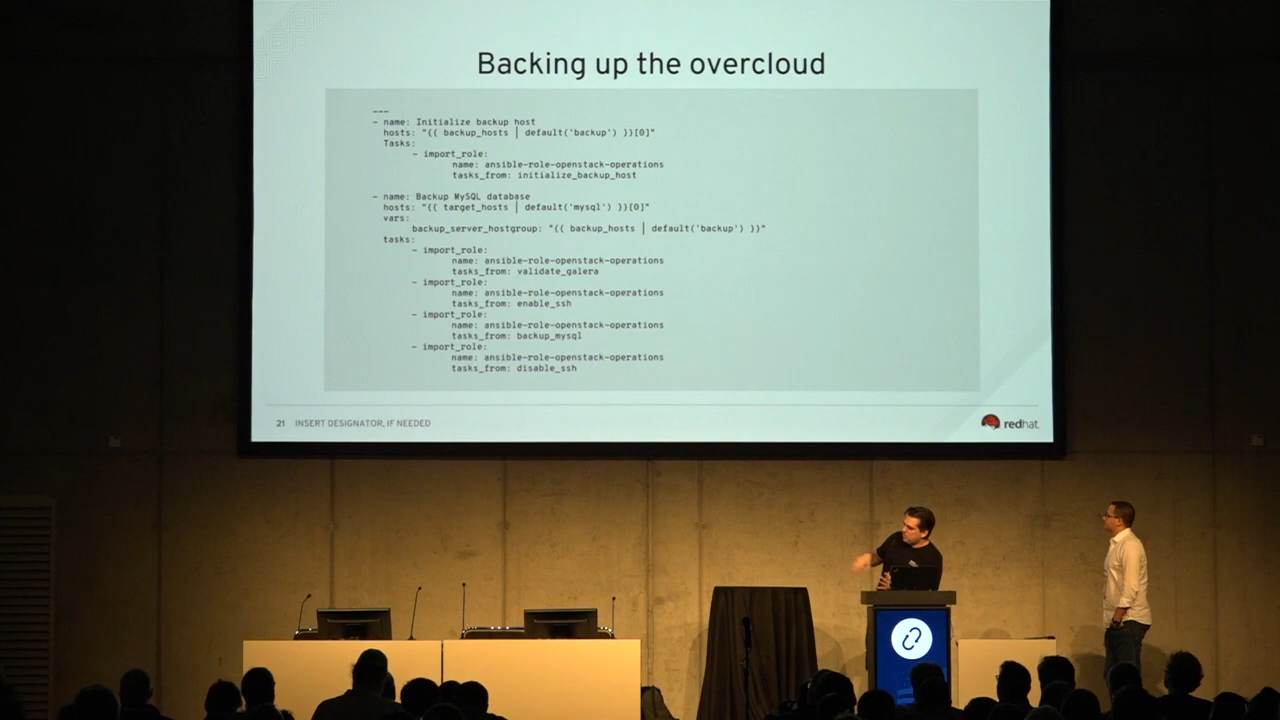 Backing up the overcloud
---
- name: Initialize backup host
hosts: "{{ backup_hosts | default('backup') }}[0]"
Tasks:
- import_role:
name: ansible-role-openstack-operations
tasks_from: initialize_backup_host
- name: Backup MySQL database
hosts: "{{ target_hosts | default('mysql') }}[0]"
vars:
backup_server_hostgroup: "{{ backup_hosts | default('backup') }}"
tasks:
- import_role:
name: ansible-role-openstack-operations
tasks_from: validate_galera
- import_role:
name: ansible-role-openstack-operations
tasks_from: enable_ssh
- import_role:
name: ansible-role-openstack-operations
tasks_from: backup_mysql
- import_role:
name: ansible-role-openstack-operations
tasks_from: disable_ssh
21 INSERT DESIGNATOR, IF NEEDED
redhat.